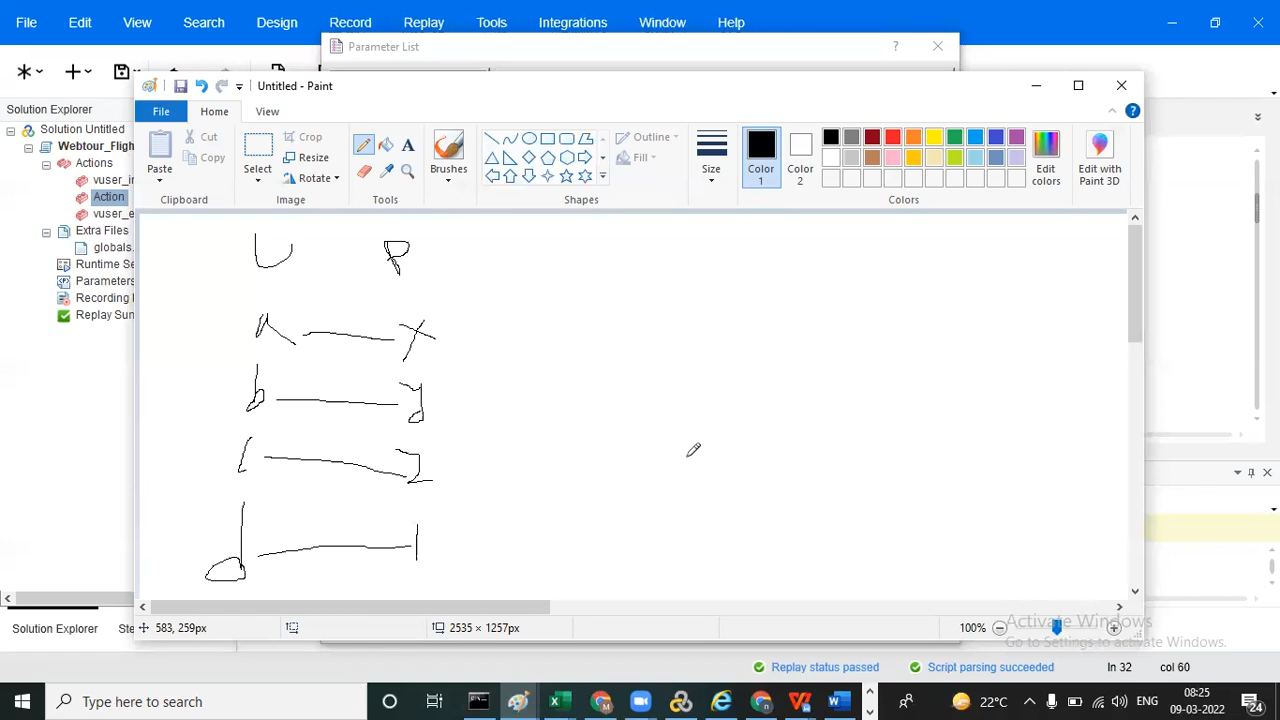 File Edit View Search Design Record Replay Tools Integrations Window Help
Parameter List
Untitled - Paint
File Home View
Solution Explorer
Solution Untitled
Webtour_Fligh
Actions
vuser_in
Action
vuser_e
Extra Files
globals.
Runtime Se
Parameters
Recording
Replay Sum
Paste Cut Copy Clipboard
Select Crop Resize Rotate Image
Tools
Brushes
Outline Fill Shapes
Size
Color 1 Color 2 Edit colors Colors
Edit with Paint 3D
U P
a x
b y
c z
d 1
583, 259px 2535 × 1257px 100%
Activate Windows
Go to Settings to activate Windows.
Solution Explorer Ste
Replay status passed Script parsing succeeded ln 32 col 60
Type here to search
22°C ENG 08:25 09-03-2022 24